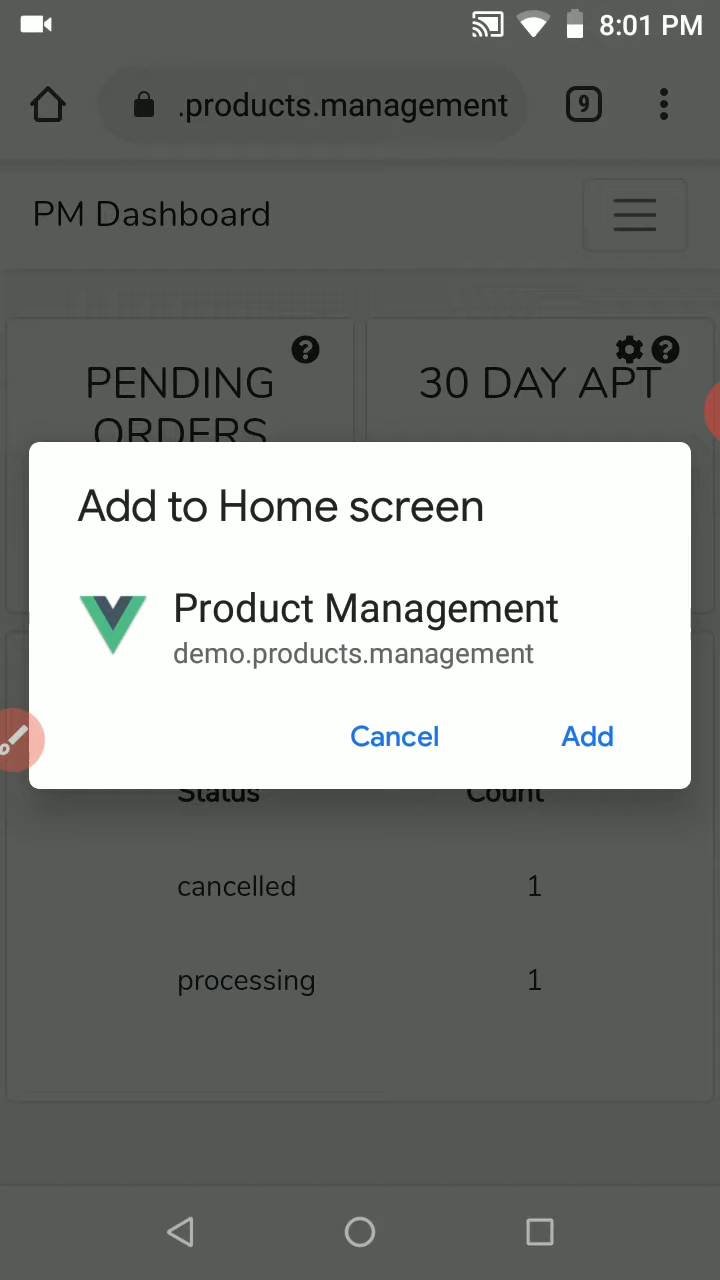 8:01 PM
.products.management
9
PM Dashboard
PENDING
ORDERS
30 DAY APT
Add to Home screen
Product Management
demo.products.management
Cancel
Add
Status Count
cancelled 1
processing 1